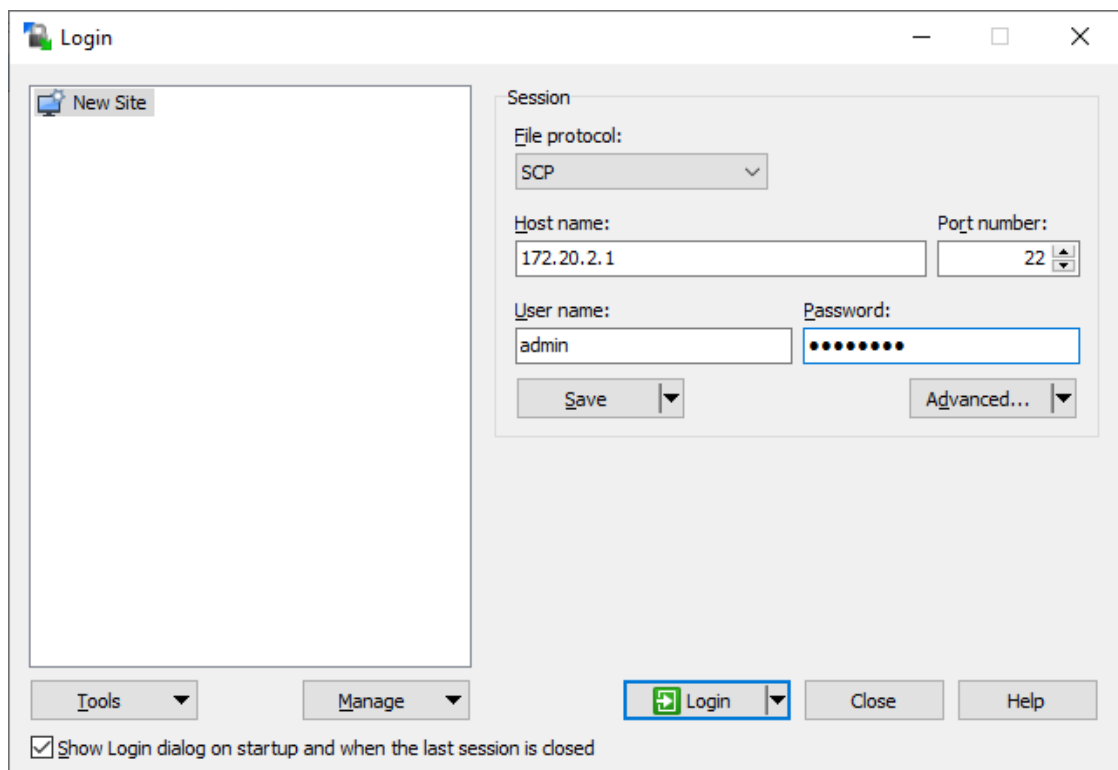 Login
New Site
Session
File protocol:
SCP
Host name:
Port number:
172.20.2.1
22
User name:
Password:
admin
●●●●●●●●
Save
Advanced...
Tools
Manage
Login
Close
Help
Show Login dialog on startup and when the last session is closed